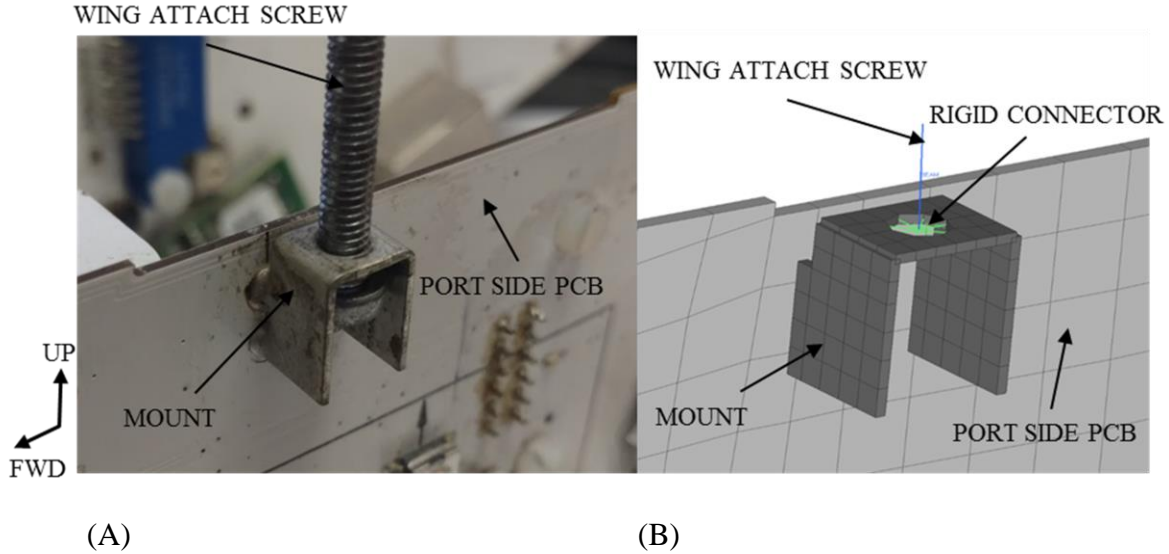 WING ATTACH SCREW
WING ATTACH SCREW
RIGID CONNECTOR
PORT SIDE PCB
UP
MOUNT
MOUNT
PORT SIDE PCB
FWD
(A)
(B)